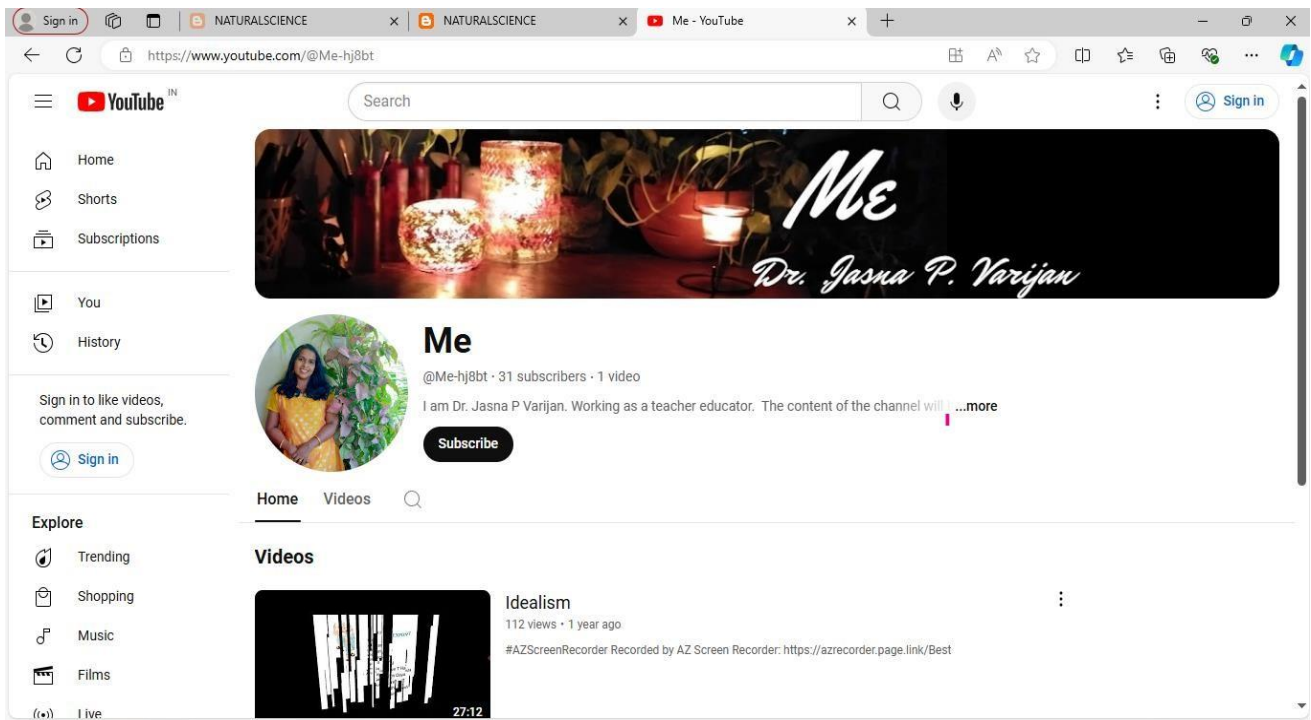 Sign in
NATURALSCIENCE
NATURALSCIENCE
Me - YouTube
https://www.youtube.com/@Me-hj8bt
YouTube IN
Search
Sign in
Home
Shorts
Subscriptions
You
History
Sign in to like videos,
comment and subscribe.
Sign in
Explore
Trending
Shopping
Music
Films
Live
Me
Dr. Jasna P. Varijan
Me
@Me-hj8bt · 31 subscribers · 1 video
I am Dr. Jasna P Varijan. Working as a teacher educator. The content of the channel will ...more
Subscribe
Home Videos
Videos
27:12
Idealism
112 views • 1 year ago
#AZScreenRecorder Recorded by AZ Screen Recorder: https://azrecorder.page.link/Best